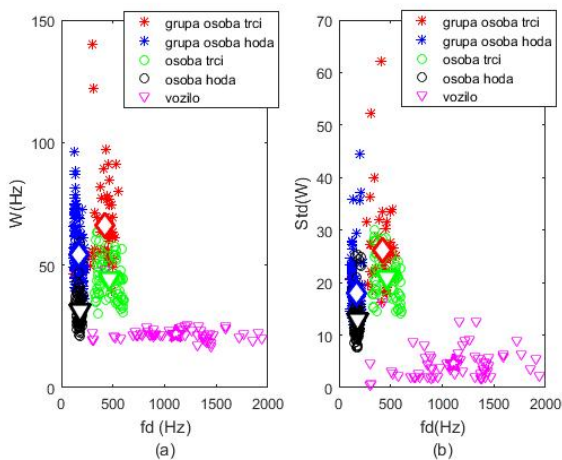 grupa osoba trci
grupa osoba hoda
osoba trci
osoba hoda
vozilo
W(Hz)
150
100
50
0
0
500
1000
1500
2000
fd (Hz)
(a)
grupa osoba trci
grupa osoba hoda
osoba trci
osoba hoda
vozilo
Std(W)
70
60
50
40
30
20
10
0
0
500
1000
1500
2000
fd(Hz)
(b)